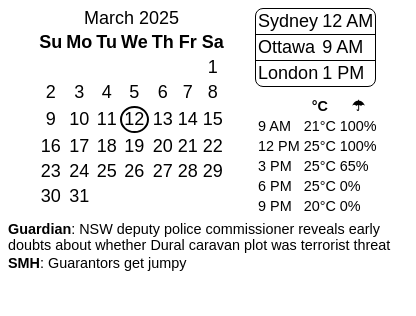 March 2025
Su Mo Tu We Th Fr Sa
1
2 3 4 5 6 7 8
9 10 11 12 13 14 15
16 17 18 19 20 21 22
23 24 25 26 27 28 29
30 31
Sydney 12 AM
Ottawa 9 AM
London 1 PM
°C ☂
9 AM 21°C 100%
12 PM 25°C 100%
3 PM 25°C 65%
6 PM 25°C 0%
9 PM 20°C 0%
Guardian: NSW deputy police commissioner reveals early
doubts about whether Dural caravan plot was terrorist threat
SMH: Guarantors get jumpy